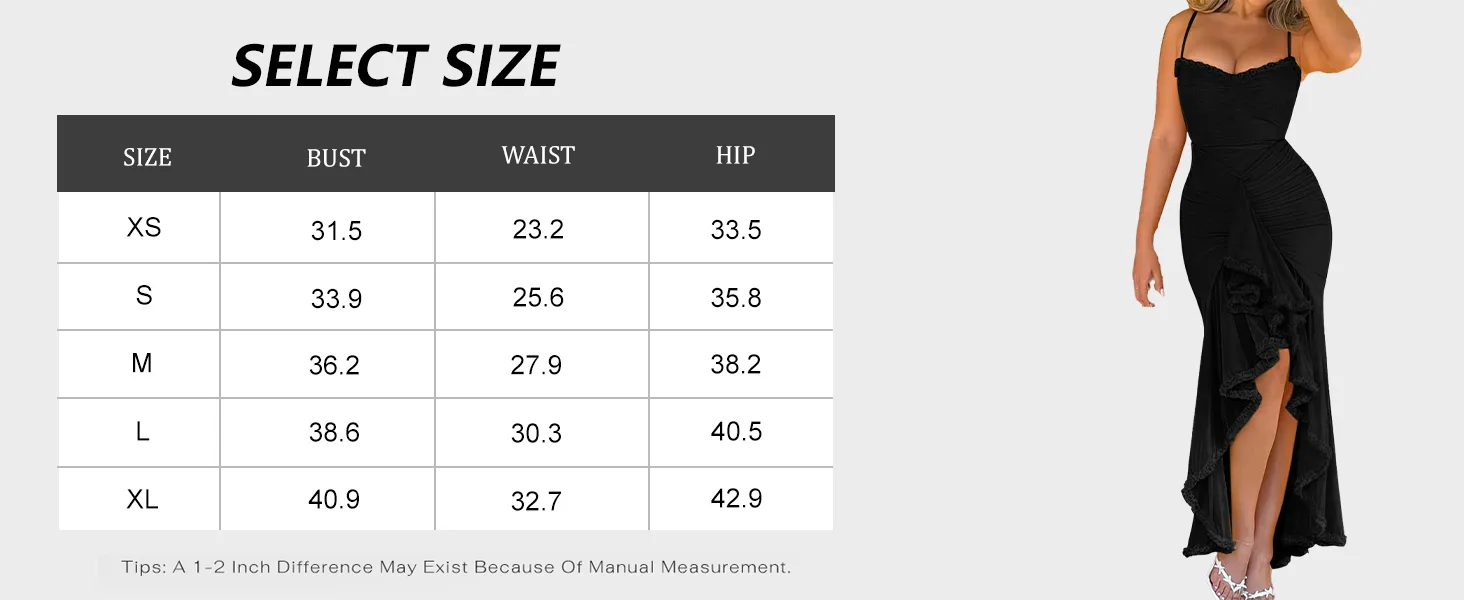 SELECT SIZE
SIZE BUST WAIST HIP
XS 31.5 23.2 33.5
S 33.9 25.6 35.8
M 36.2 27.9 38.2
L 38.6 30.3 40.5
XL 40.9 32.7 42.9
Tips: A 1-2 Inch Difference May Exist Because Of Manual Measurement.